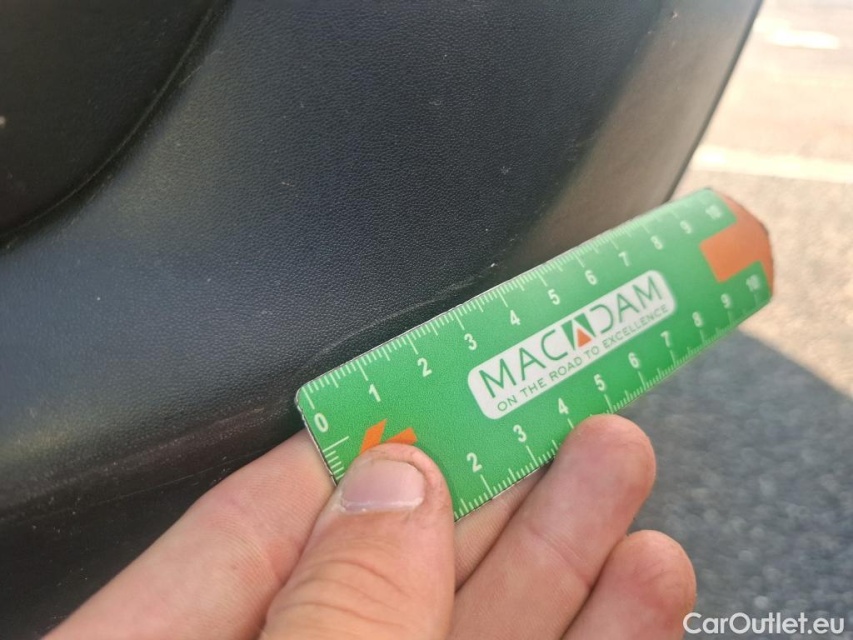 0 1 2 3 4 5 6 7 8 9 10
MACADAM
ON THE ROAD TO EXCELLENCE
2 3 4 5 6 7 8 9 10
CarOutlet.eu